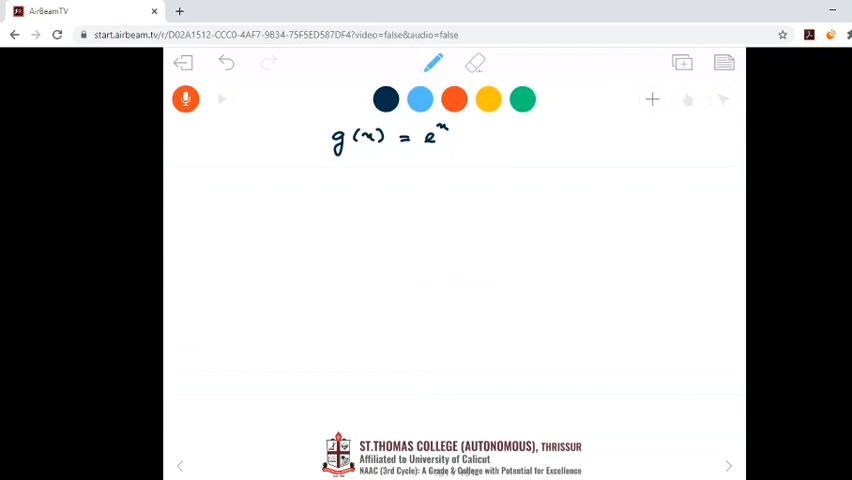 AirBeamTV
start.airbeam.tv/r/D02A1512-CCC0-4AF7-9834-75F5ED587DF4?video=false&audio=false
g(x) = e^x
ST.THOMAS COLLEGE (AUTONOMOUS), THRISSUR
Affiliated to University of Calicut
NAAC (3rd Cycle): A Grade & College with Potential for Excellence